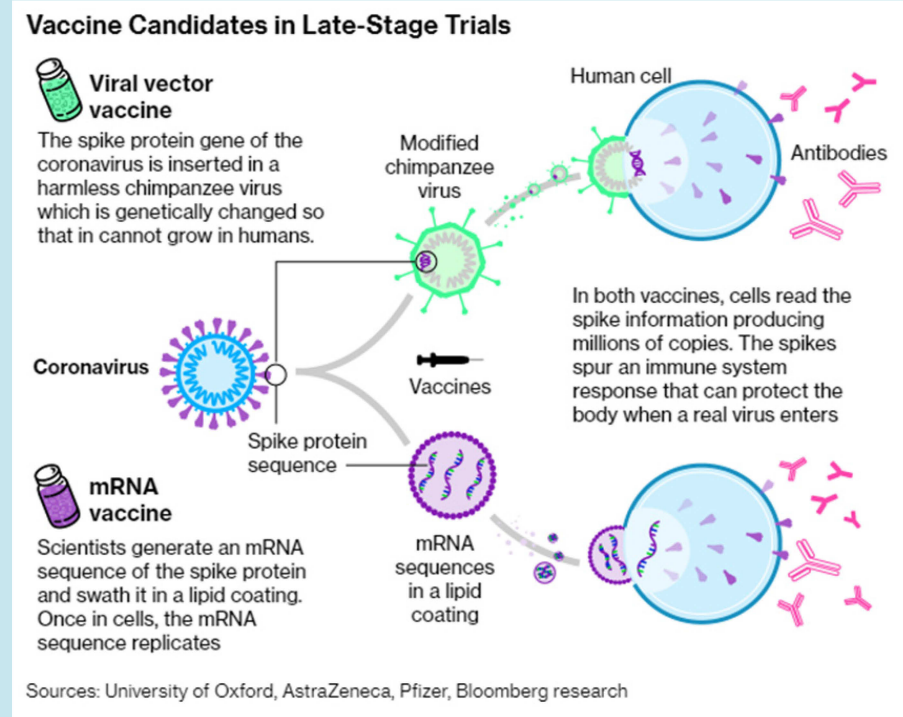 Vaccine Candidates in Late-Stage Trials
Viral vector
vaccine
The spike protein gene of the
coronavirus is inserted in a
harmless chimpanzee virus
which is genetically changed so
that in cannot grow in humans.
Modified
chimpanzee
virus
Human cell
Antibodies
Coronavirus
Vaccines
In both vaccines, cells read the
spike information producing
millions of copies. The spikes
spur an immune system
response that can protect the
body when a real virus enters
Spike protein
sequence
mRNA
vaccine
Scientists generate an mRNA
sequence of the spike protein
and swath it in a lipid coating.
Once in cells, the mRNA
sequence replicates
mRNA
sequences
in a lipid
coating
Sources: University of Oxford, AstraZeneca, Pfizer, Bloomberg research